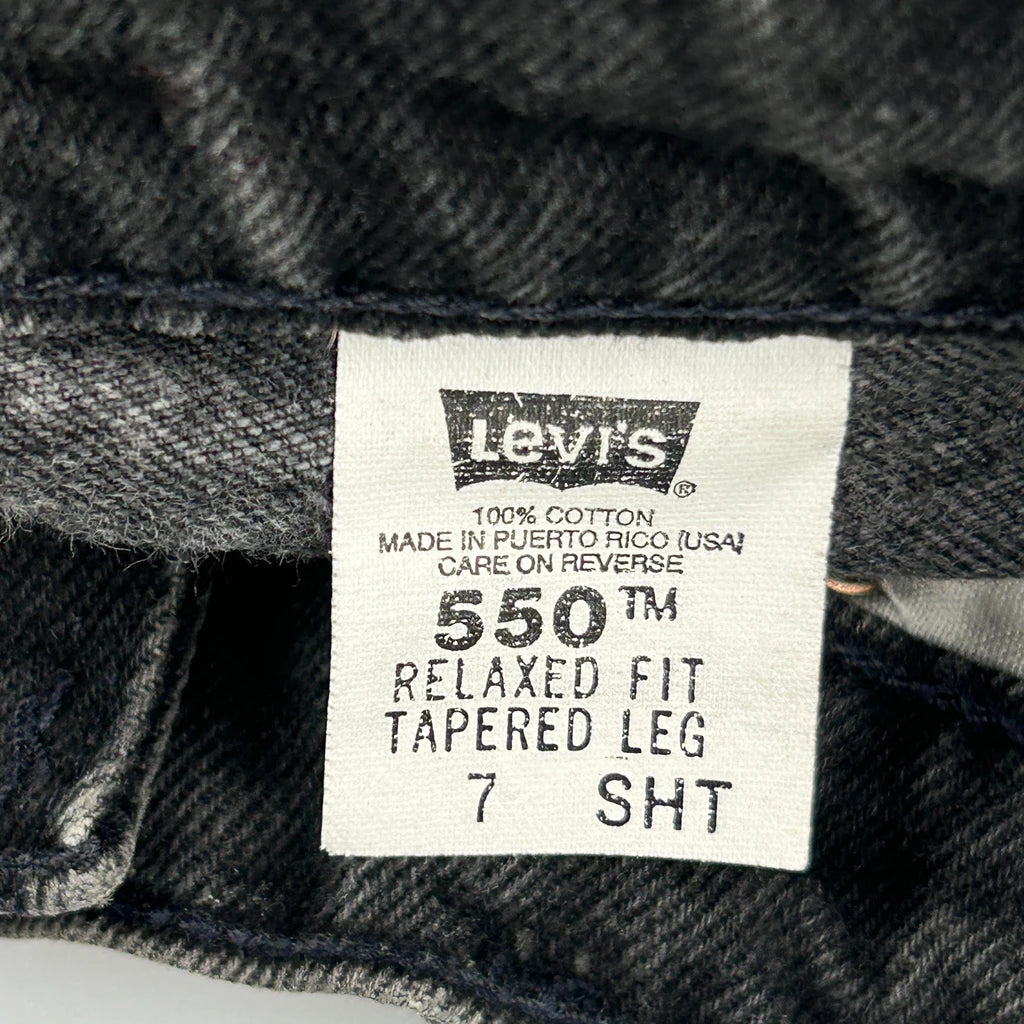 Levi's ®
100% COTTON
MADE IN PUERTO RICO (USA)
CARE ON REVERSE
550™
RELAXED FIT
TAPERED LEG
7 SHT